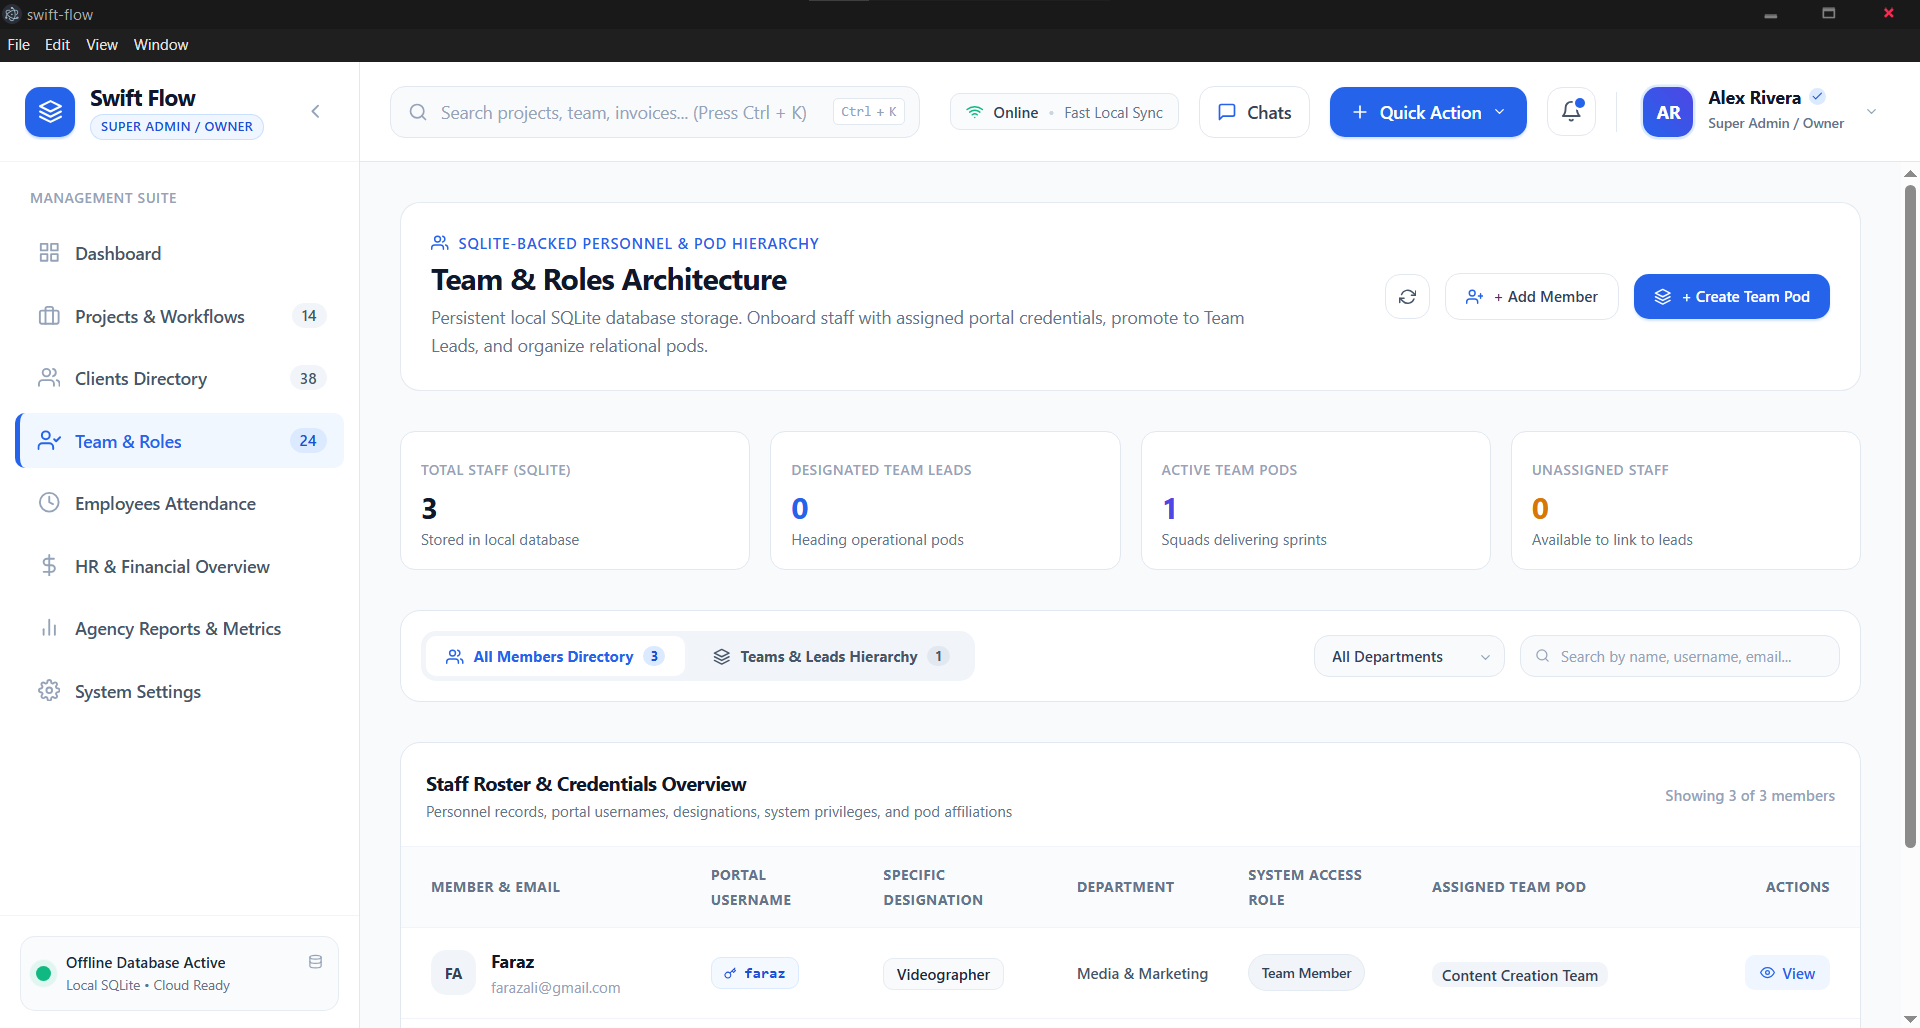 swift-flow
File Edit View Window
Swift Flow
SUPER ADMIN / OWNER
Search projects, team, invoices... (Press Ctrl + K)
Ctrl + K
Online • Fast Local Sync
Chats
+ Quick Action
AR
Alex Rivera
Super Admin / Owner
MANAGEMENT SUITE
Dashboard
Projects & Workflows 14
Clients Directory 38
Team & Roles 24
Employees Attendance
HR & Financial Overview
Agency Reports & Metrics
System Settings
Offline Database Active
Local SQLite • Cloud Ready
SQLITE-BACKED PERSONNEL & POD HIERARCHY
Team & Roles Architecture
Persistent local SQLite database storage. Onboard staff with assigned portal credentials, promote to Team
Leads, and organize relational pods.
+ Add Member
+ Create Team Pod
TOTAL STAFF (SQLITE)
3
Stored in local database
DESIGNATED TEAM LEADS
0
Heading operational pods
ACTIVE TEAM PODS
1
Squads delivering sprints
UNASSIGNED STAFF
0
Available to link to leads
All Members Directory 3
Teams & Leads Hierarchy 1
All Departments
Search by name, username, email...
Staff Roster & Credentials Overview
Personnel records, portal usernames, designations, system privileges, and pod affiliations
Showing 3 of 3 members
MEMBER & EMAIL
PORTAL
USERNAME
SPECIFIC
DESIGNATION
DEPARTMENT
SYSTEM ACCESS
ROLE
ASSIGNED TEAM POD
ACTIONS
FA
Faraz
farazali@gmail.com
faraz
Videographer
Media & Marketing
Team Member
Content Creation Team
View